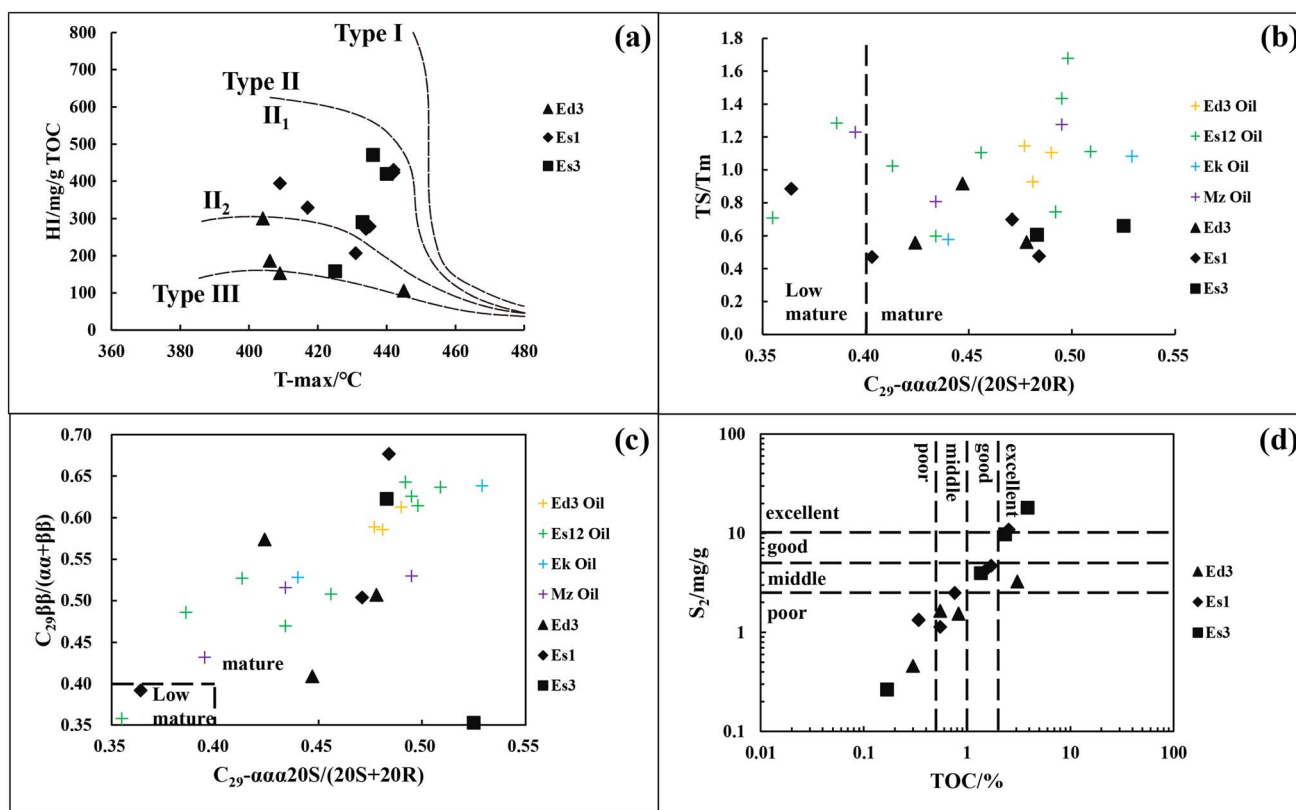 (a)
800
700
600
500
400
300
200
100
0
HI/mg/g TOC
360
380
400
420
440
460
480
T-max/°C
Type I
Type II
II₁
II₂
Type III
Ed3
Es1
Es3
(b)
1.8
1.6
1.4
1.2
1.0
0.8
0.6
0.4
0.2
0.0
TS/Tm
Low
mature
mature
0.35
0.40
0.45
0.50
0.55
C₂₉-ααα20S/(20S+20R)
Ed3 Oil
Es12 Oil
Ek Oil
Mz Oil
Ed3
Es1
Es3
(c)
0.70
0.65
0.60
0.55
0.50
0.45
0.40
0.35
C₂₉ββ/(αα+ββ)
mature
Low
mature
0.35
0.40
0.45
0.50
0.55
C₂₉-ααα20S/(20S+20R)
Ed3 Oil
Es12 Oil
Ek Oil
Mz Oil
Ed3
Es1
Es3
(d)
100
10
1
0.1
S₂/mg/g
poor
middle
good
excellent
excellent
good
middle
poor
0.01
0.1
1
10
100
TOC/%
Ed3
Es1
Es3